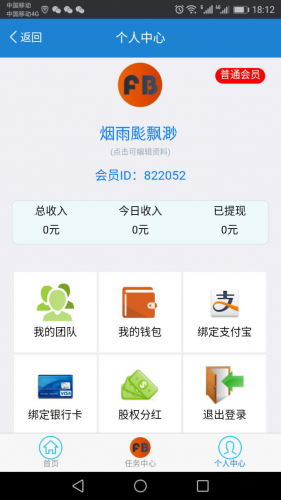 中国移动
中国移动4G 18:12
返回 个人中心
FB 普通会员
烟雨彪飘渺
(点击可编辑资料)
会员ID：822052
总收入 今日收入 已提现
0元 0元 0元
我的团队 我的钱包 绑定支付宝
VISA
绑定银行卡 股权分红 退出登录
FB
首页 任务中心 个人中心